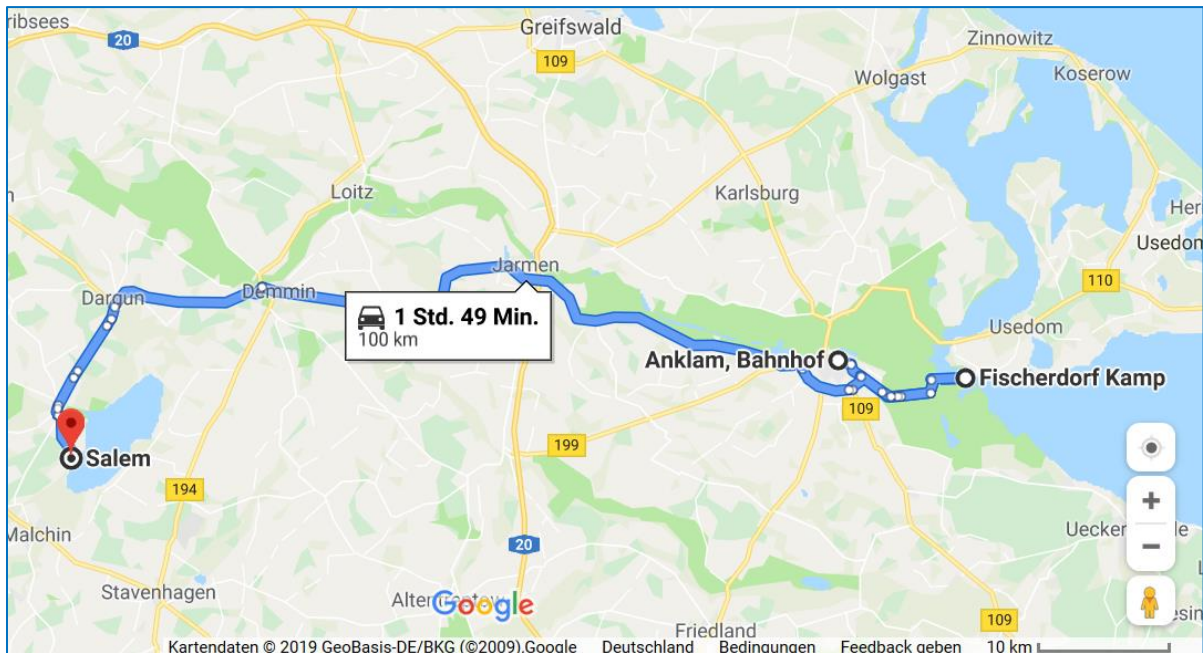 ribsees
20
Greifswald
109
Zinnowitz
Wolgast
Koserow
Loitz
Karlsburg
Her
Usedom
Jarmen
110
Dargun
Demmin
1 Std. 49 Min.
100 km
Usedom
Anklam, Bahnhof
Fischerdorf Kamp
109
Salem
199
194
Malchin
20
Uecker
de
Stavenhagen
Google
109
Friedland
Kartendaten © 2019 GeoBasis-DE/BKG (©2009),Google Deutschland Bedingungen Feedback geben 10 km